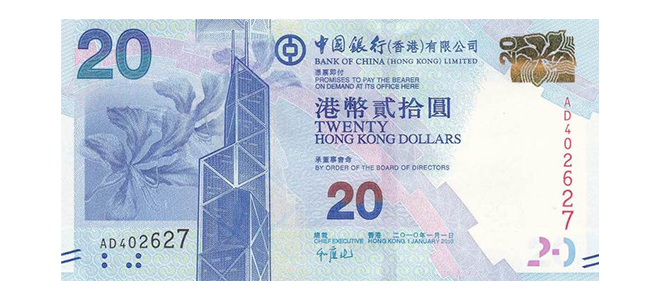 20
中國銀行(香港)有限公司
BANK OF CHINA (HONG KONG) LIMITED
憑票即付
PROMISES TO PAY THE BEARER
ON DEMAND AT ITS OFFICE HERE
20
港幣貳拾圓
TWENTY
HONG KONG DOLLARS
承董事會命
BY ORDER OF THE BOARD OF DIRECTORS
AD402627
20
AD402627
總裁 香港 二〇一〇年一月一日
CHIEF EXECUTIVE HONG KONG 1 JANUARY 2010